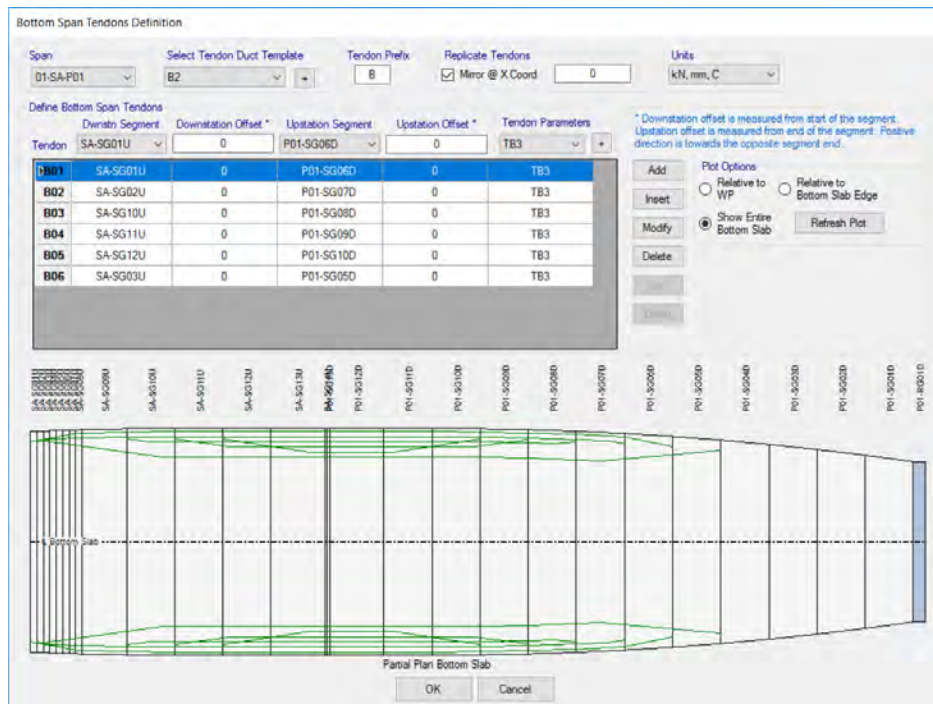 Bottom Span Tendons Definition
Span Select Tendon Duct Template Tendon Prefix Replicate Tendons Units
01-SA-P01 B2 + B Mirror @ X Coord 0 kN, mm, C
Define Bottom Span Tendons
Dwnstn Segment Downstation Offset * Upstation Segment Upstation Offset * Tendon Parameters
Tendon SA-SG01U 0 P01-SG06D 0 TB3 +
* Downstation offset is measured from start of the segment.
Upstation offset is measured from end of the segment. Positive
direction is towards the opposite segment end.
B01 SA-SG01U 0 P01-SG06D 0 TB3
B02 SA-SG02U 0 P01-SG07D 0 TB3
B03 SA-SG10U 0 P01-SG08D 0 TB3
B04 SA-SG11U 0 P01-SG09D 0 TB3
B05 SA-SG12U 0 P01-SG10D 0 TB3
B06 SA-SG03U 0 P01-SG05D 0 TB3
Add
Insert
Modify
Delete
Plot Options
Relative to WP
Relative to Bottom Slab Edge
Show Entire Bottom Slab
Refresh Plot
SA-SG09U
SA-SG10U
SA-SG11U
SA-SG12U
SA-SG13U
P01-SG12D
P01-SG11D
P01-SG10D
P01-SG09D
P01-SG08D
P01-SG07D
P01-SG06D
P01-SG05D
P01-SG04D
P01-SG03D
P01-SG02D
P01-SG01D
P01-RG01D
Bottom Slab
Partial Plan Bottom Slab
OK Cancel